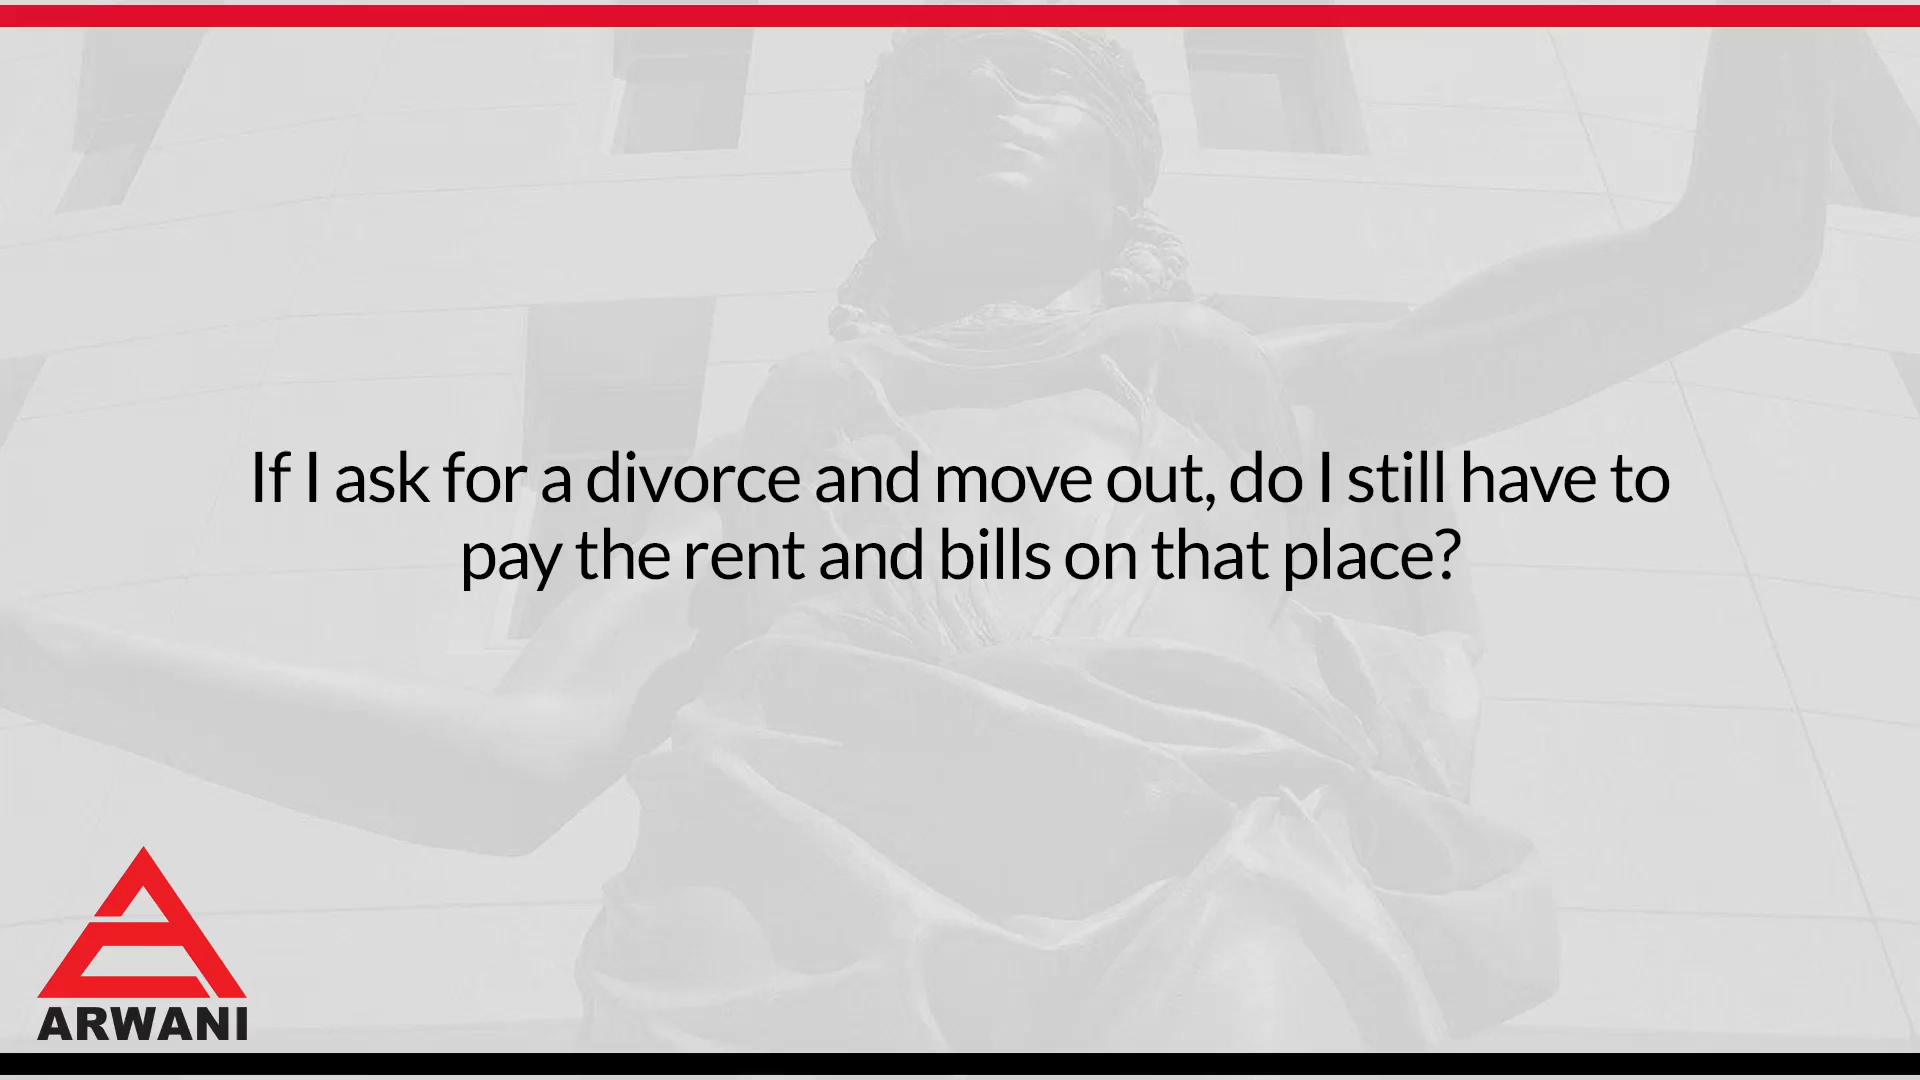 If I ask for a divorce and move out, do I still have to
pay the rent and bills on that place?
ARWANI